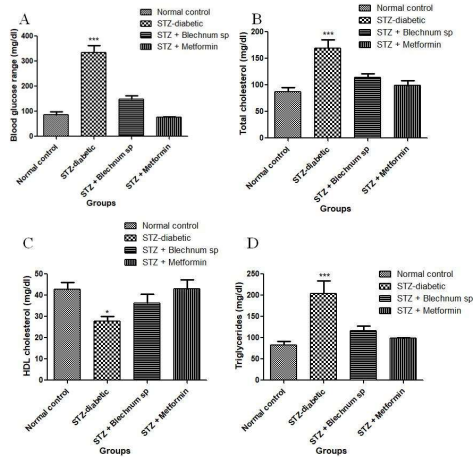 A
Normal control
STZ-diabetic
STZ + Blechnum sp
STZ + Metformin
Blood glucose range (mg/dl)
400
300
200
100
0
***
Normal control
STZ-diabetic
STZ + Blechnum sp
STZ + Metformin
Groups
B
Normal control
STZ-diabetic
STZ + Blechnum sp
STZ + Metformin
Total cholesterol (mg/dl)
200
150
100
50
0
***
Normal control
STZ-diabetic
STZ + Blechnum sp
STZ + Metformin
Groups
C
Normal control
STZ-diabetic
STZ + Blechnum sp
STZ + Metformin
HDL cholesterol (mg/dl)
50
40
30
20
10
0
*
Normal control
STZ-diabetic
STZ + Blechnum sp
STZ + Metformin
Groups
D
Normal control
STZ-diabetic
STZ + Blechnum sp
STZ + Metformin
Triglycerides (mg/dl)
250
200
150
100
50
0
***
Normal control
STZ-diabetic
STZ + Blechnum sp
STZ + Metformin
Groups